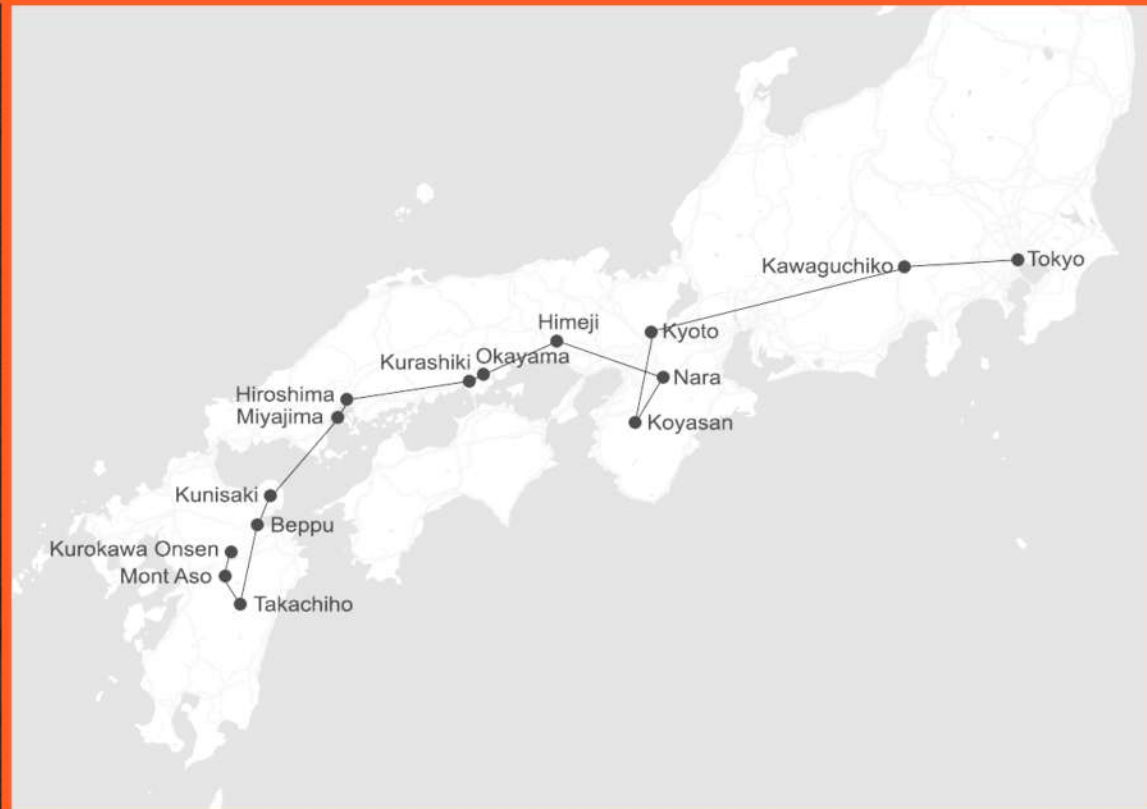 Tokyo
Kawaguchiko
Himeji
Kyoto
Kurashiki
Okayama
Nara
Hiroshima
Miyajima
Koyasan
Kunisaki
Beppu
Kurokawa Onsen
Mont Aso
Takachiho